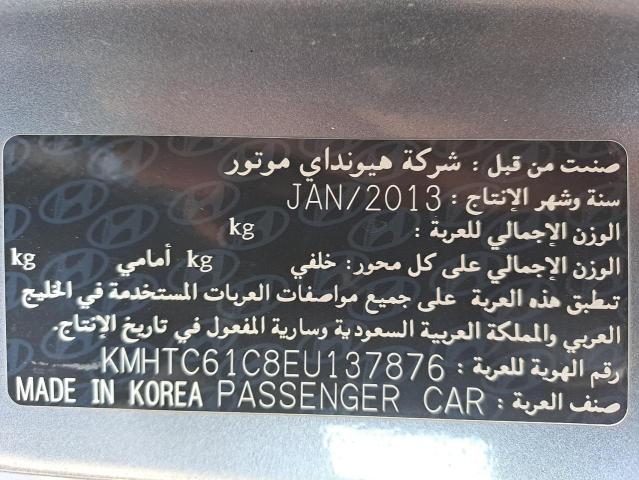 صنعت من قبل : شركة هيونداي موتور
سنة وشهر الإنتاج : JAN/2013
الوزن الإجمالي للعربة : kg
الوزن الإجمالي على كل محور: خلفي kg أمامي kg
تنطبق هذه العربة على جميع مواصفات العربات المستخدمة في الخليج
العربي والمملكة العربية السعودية وسارية المفعول في تاريخ الإنتاج.
رقم الهوية للعربة : KMHTC61C8EU137876
صنف العربة : PASSENGER CAR MADE IN KOREA